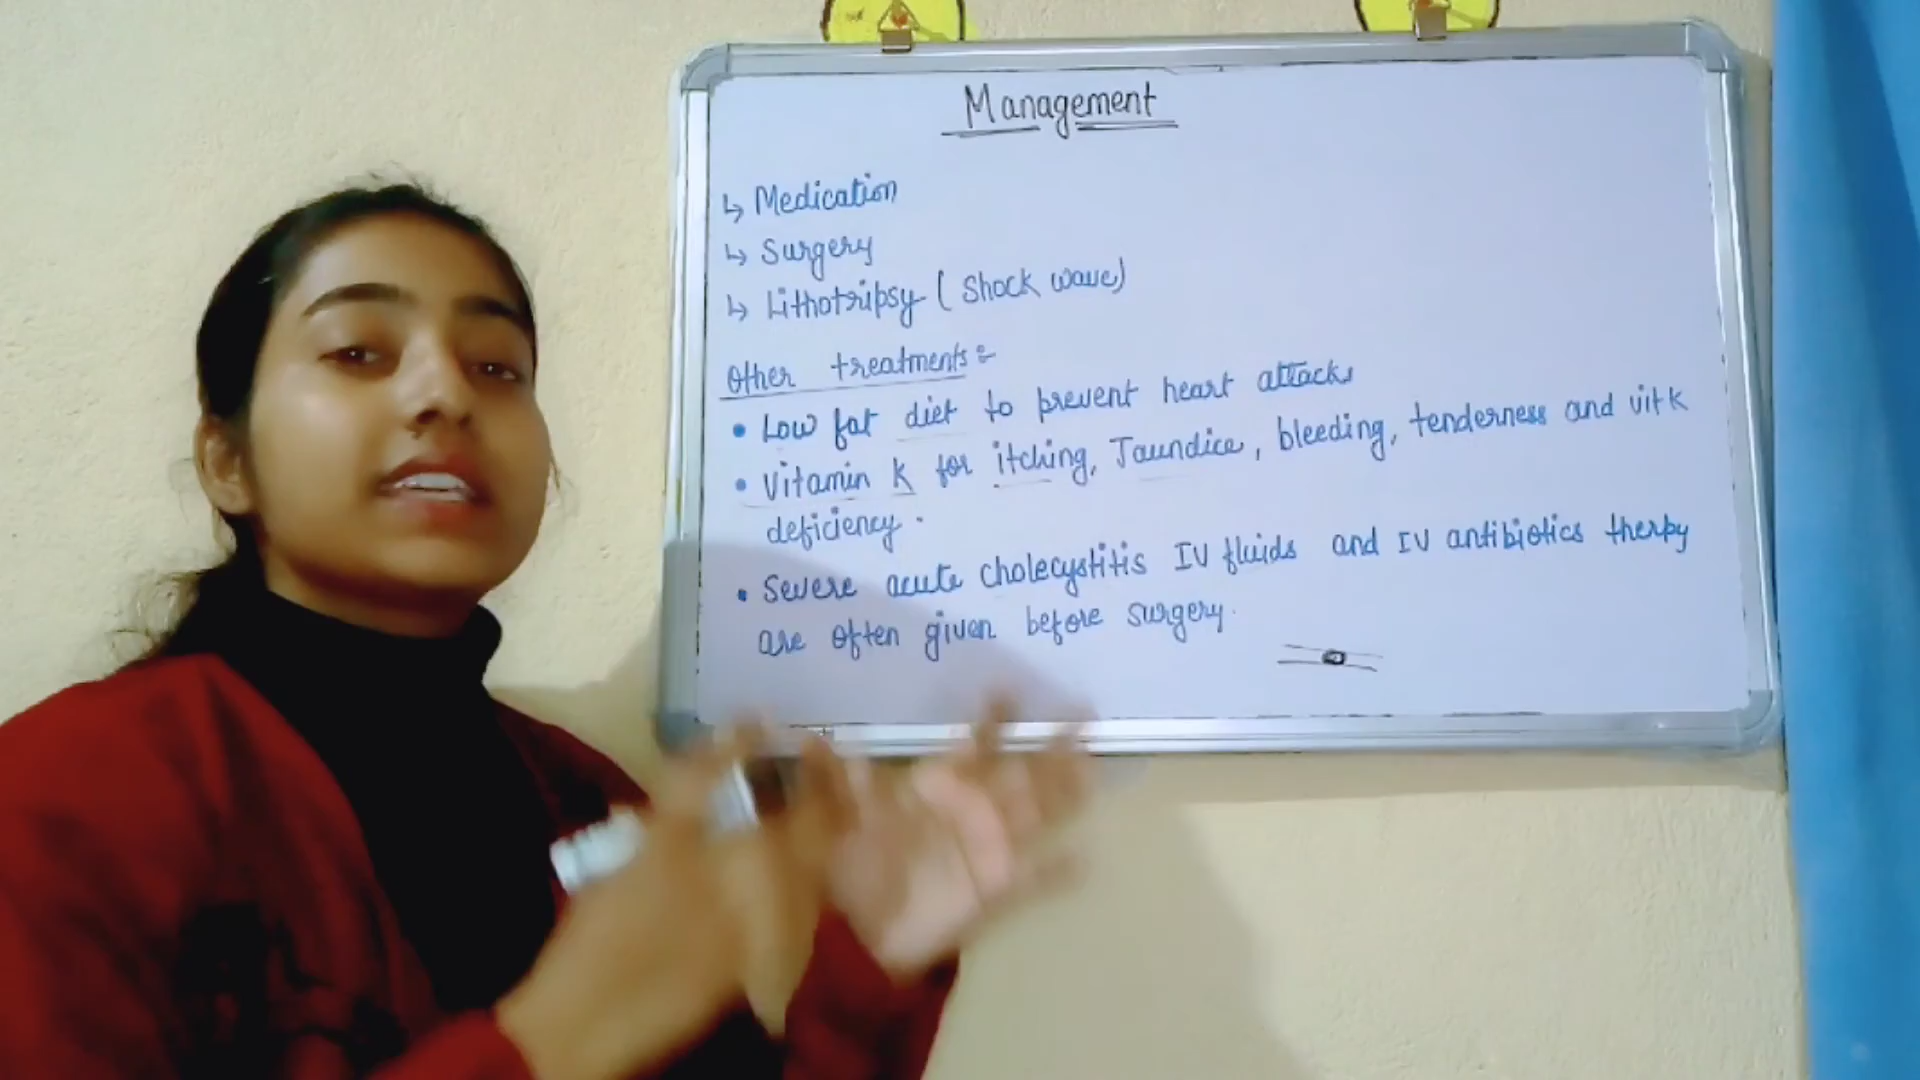 Management
↳ Medication
↳ Surgery
↳ Lithotripsy ( Shock wave)
Other treatments :-
• Low fat diet to prevent heart attacks
• Vitamin K for itching, Jaundice, bleeding, tenderness and vit K
deficiency.
• Severe acute cholecystitis IV fluids and IV antibiotics therpy
are often given before surgery.